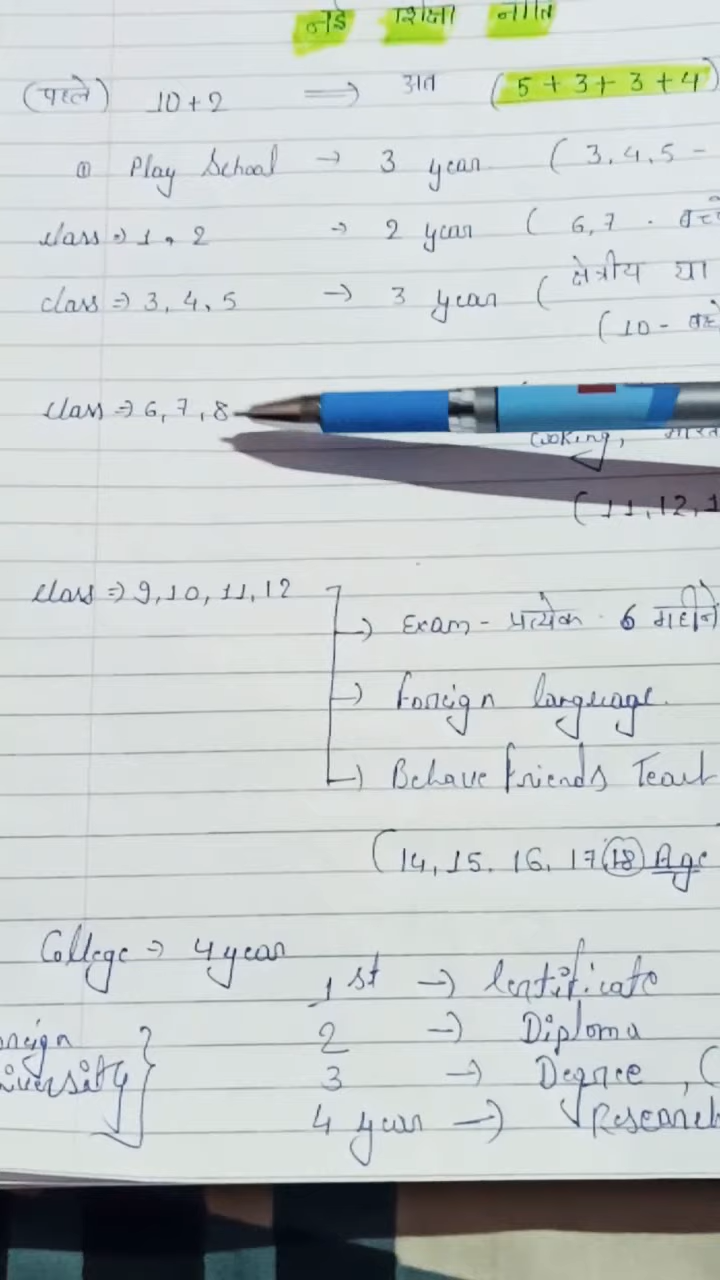 नई शिक्षा नीति
(पहले) 10+2 ⟹ अब (5+3+3+4)
① Play School → 3 year (3,4,5 -
class ⇒ 1, 2 → 2 year (6,7 .
class ⇒ 3, 4, 5 → 3 year (क्षेत्रीय या
(10 -
class ⇒ 6, 7, 8
cooking,
(11,12,1
class ⇒ 9,10,11,12
→ Exam - प्रत्येक 6 महीने
→ Foreign language.
→ Behave friends
(14,15,16,17 18 Age
College ⇒ 4 year
1st → Certificate
2 → Diploma
3 → Degree, (
4 year → Research